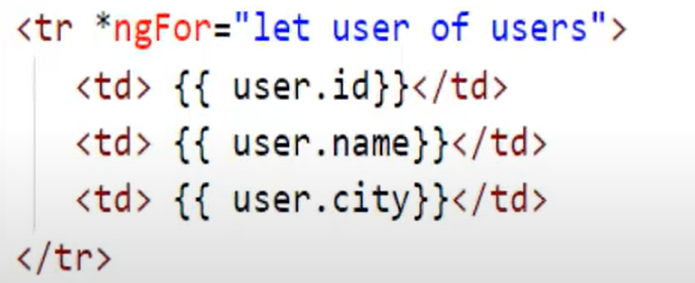 <tr *ngFor="let user of users">
<td> {{ user.id}}</td>
<td> {{ user.name}}</td>
<td> {{ user.city}}</td>
</tr>